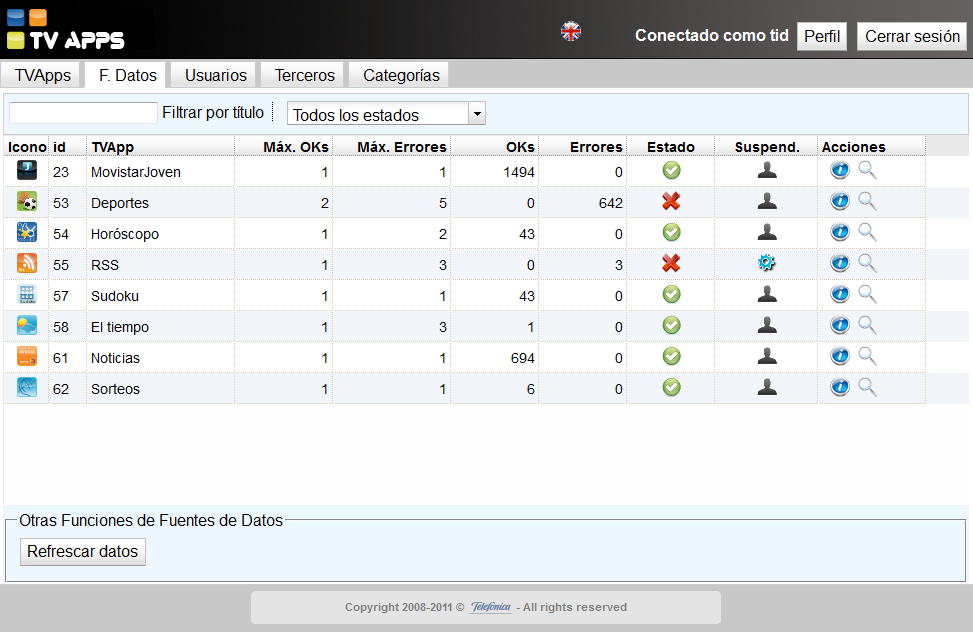 TV APPS
Conectado como tid Perfil Cerrar sesión
TVApps F. Datos Usuarios Terceros Categorías
Filtrar por título Todos los estados
Icono id TVApp Máx. OKs Máx. Errores OKs Errores Estado Suspend. Acciones
23 MovistarJoven 1 1 1494 0
53 Deportes 2 5 0 642
54 Horóscopo 1 2 43 0
55 RSS 1 3 0 3
57 Sudoku 1 1 43 0
58 El tiempo 1 3 1 0
61 Noticias 1 1 694 0
62 Sorteos 1 1 6 0
Otras Funciones de Fuentes de Datos
Refrescar datos
Copyright 2008-2011 © Telefónica - All rights reserved